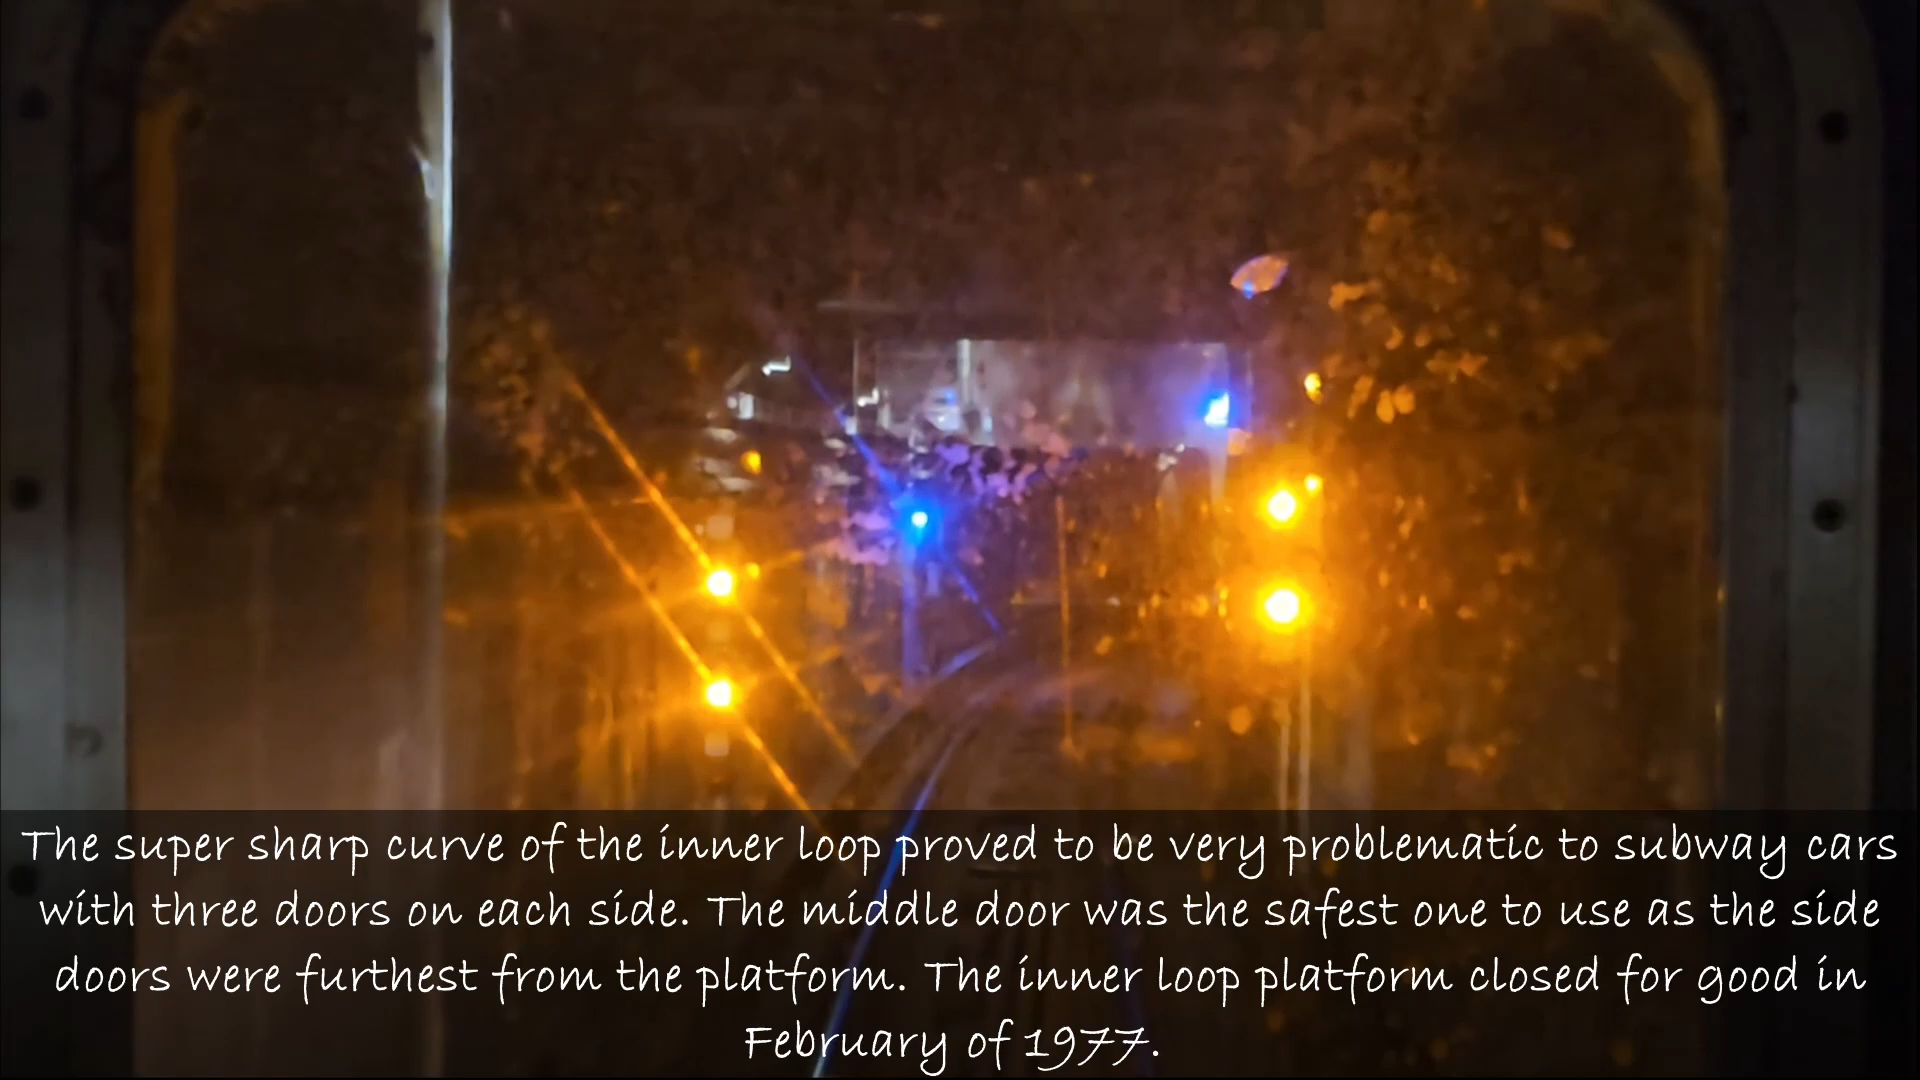 The super sharp curve of the inner loop proved to be very problematic to subway cars
with three doors on each side. The middle door was the safest one to use as the side
doors were furthest from the platform. The inner loop platform closed for good in
February of 1977.